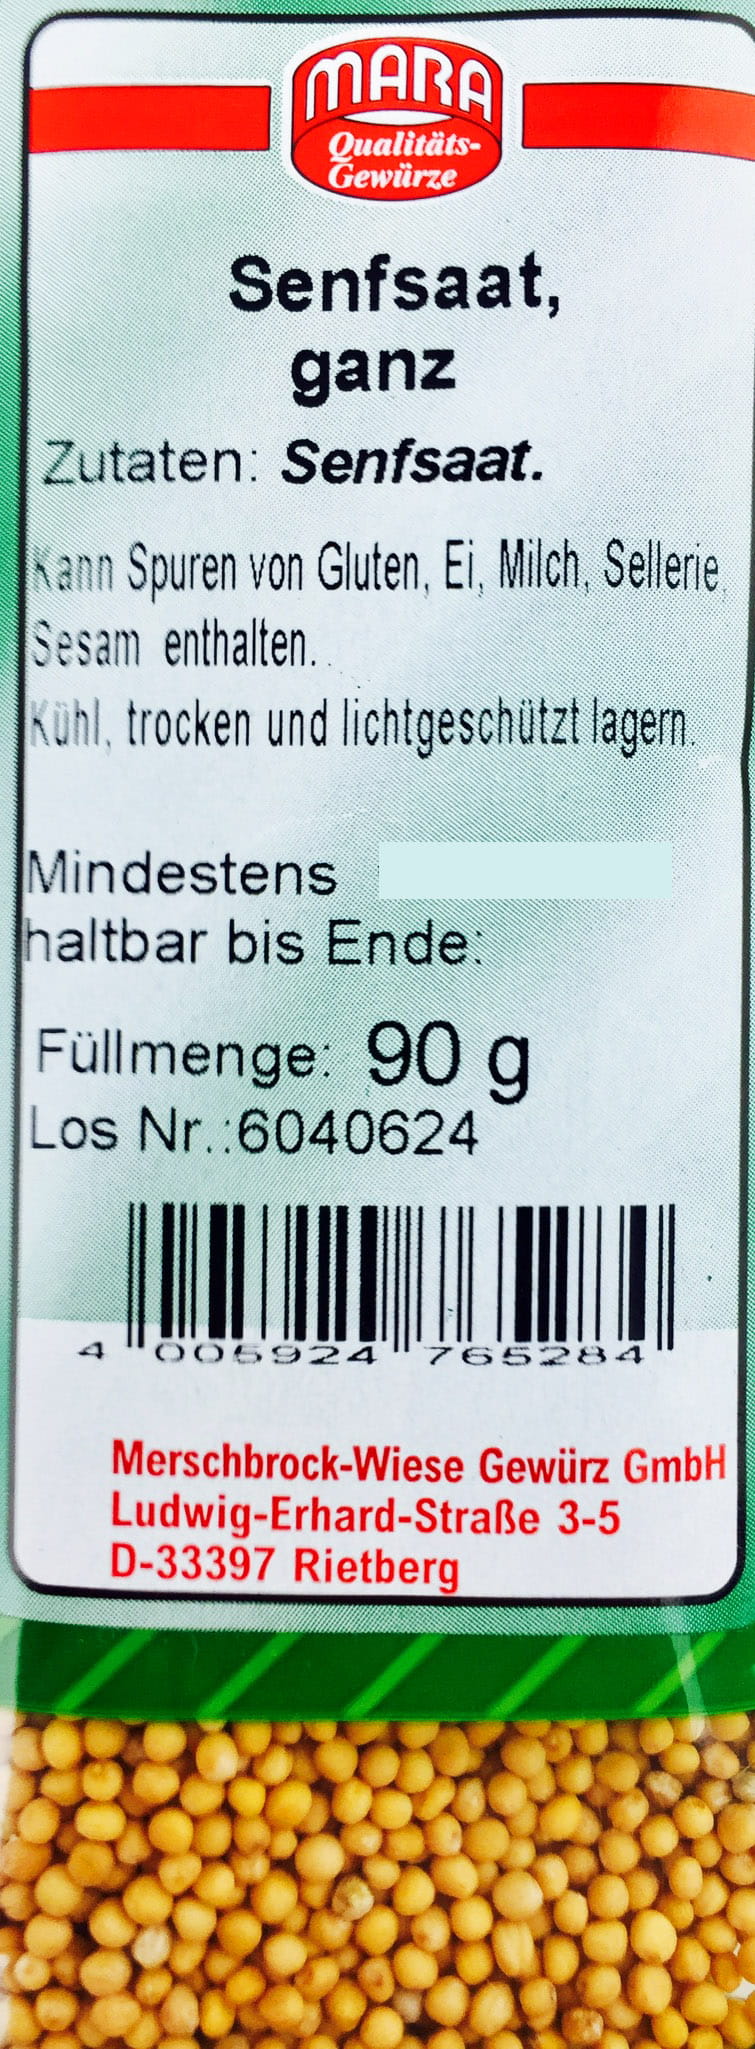 MARA
Qualitäts-
Gewürze
Senfsaat,
ganz
Zutaten: Senfsaat.
Kann Spuren von Gluten, Ei, Milch, Sellerie,
Sesam enthalten..
Kühl, trocken und lichtgeschützt lagern.
Mindestens
haltbar bis Ende:
Füllmenge: 90 g
Los Nr.:6040624
4 005924 765284
Merschbrock-Wiese Gewürz GmbH
Ludwig-Erhard-Straße 3-5
D-33397 Rietberg